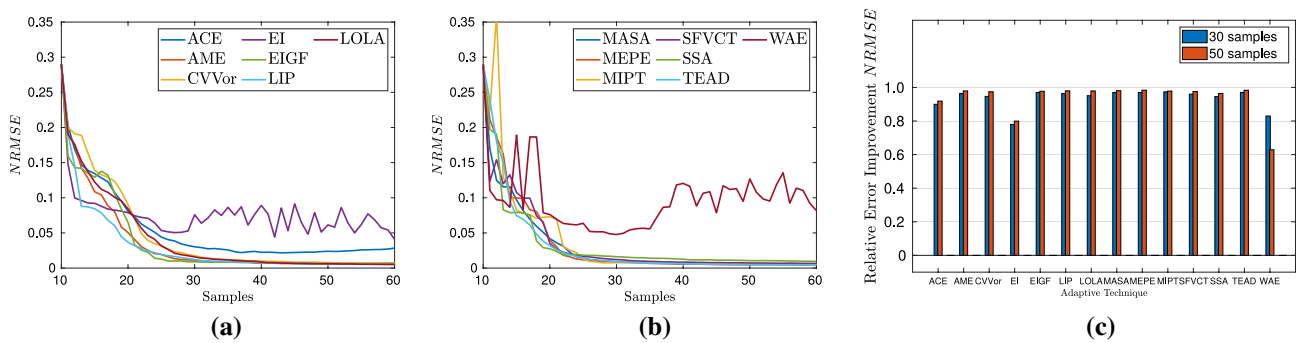 0.35
0.3
0.25
0.2
0.15
0.1
0.05
0
NRMSE
ACE EI LOLA
AME EIGF
CVVor LIP
10 20 30 40 50 60
Samples
(a)
0.35
0.3
0.25
0.2
0.15
0.1
0.05
0
NRMSE
MASA SFVCT WAE
MEPE SSA
MIPT TEAD
10 20 30 40 50 60
Samples
(b)
Relative Error Improvement NRMSE
30 samples
50 samples
1.0
0.8
0.6
0.4
0.2
0
ACE AME CVVor EI EIGF LIP LOLA MASA MEPE MIPT SFVCT SSA TEAD WAE
Adaptive Technique
(c)